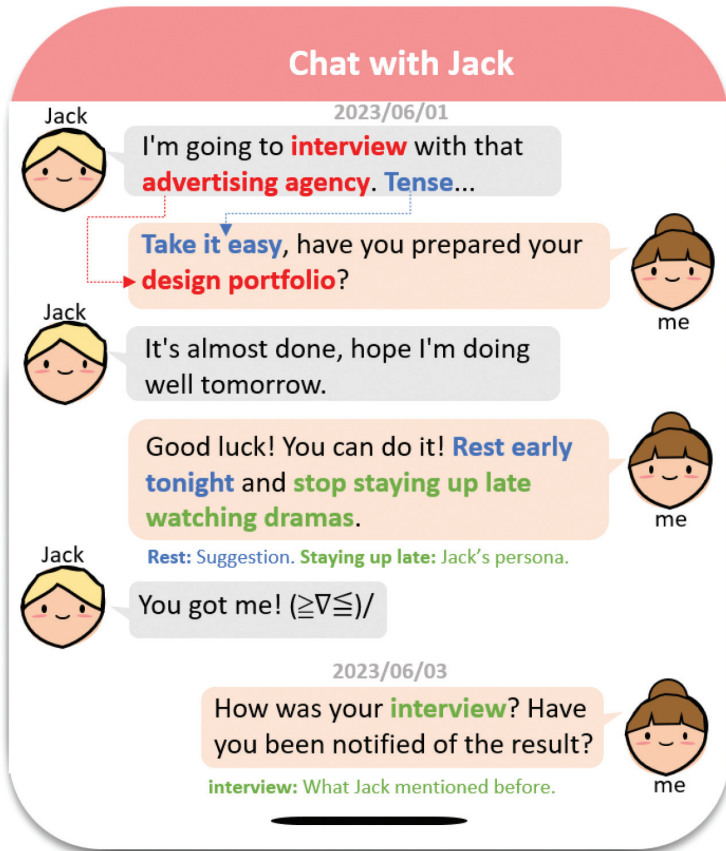 Chat with Jack
2023/06/01
Jack
I'm going to interview with that
advertising agency. Tense...
Take it easy, have you prepared your
design portfolio?
me
Jack
It's almost done, hope I'm doing
well tomorrow.
Good luck! You can do it! Rest early
tonight and stop staying up late
watching dramas.
me
Rest: Suggestion. Staying up late: Jack's persona.
Jack
You got me! (≧∇≦)/
2023/06/03
How was your interview? Have
you been notified of the result?
me
interview: What Jack mentioned before.